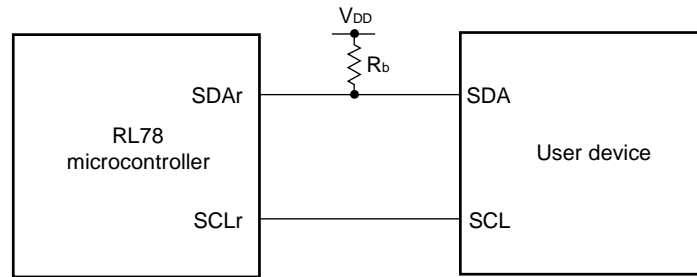 VDD
Rb
SDAr
SDA
RL78
microcontroller
User device
SCLr
SCL